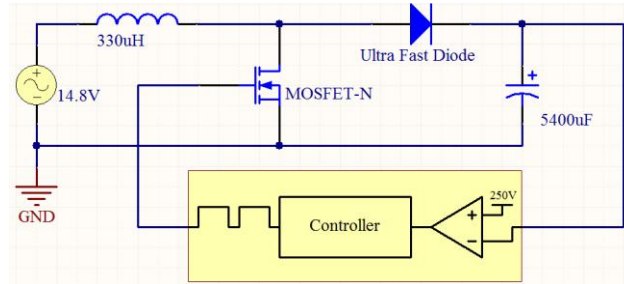 330uH
Ultra Fast Diode
+
14.8V
-
MOSFET-N
+
5400uF
GND
Controller
250V
+
-